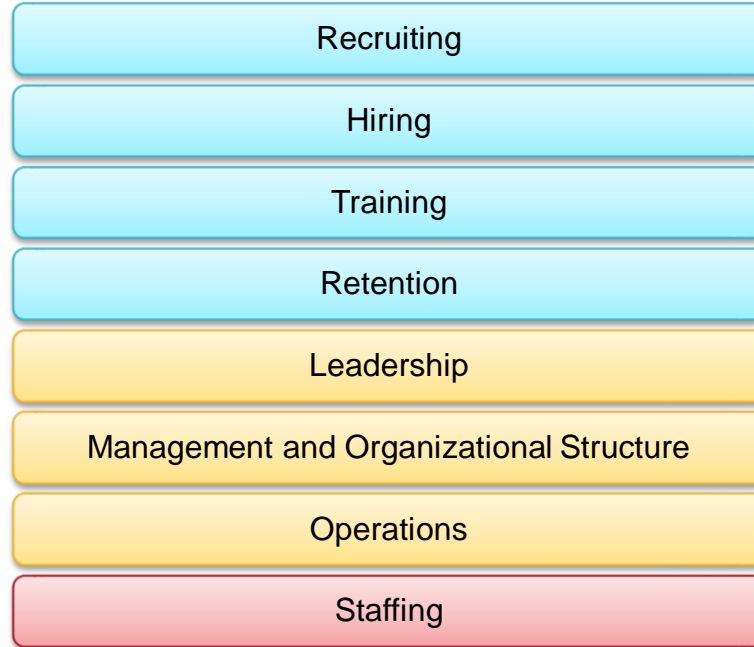 Recruiting
Hiring
Training
Retention
Leadership
Management and Organizational Structure
Operations
Staffing